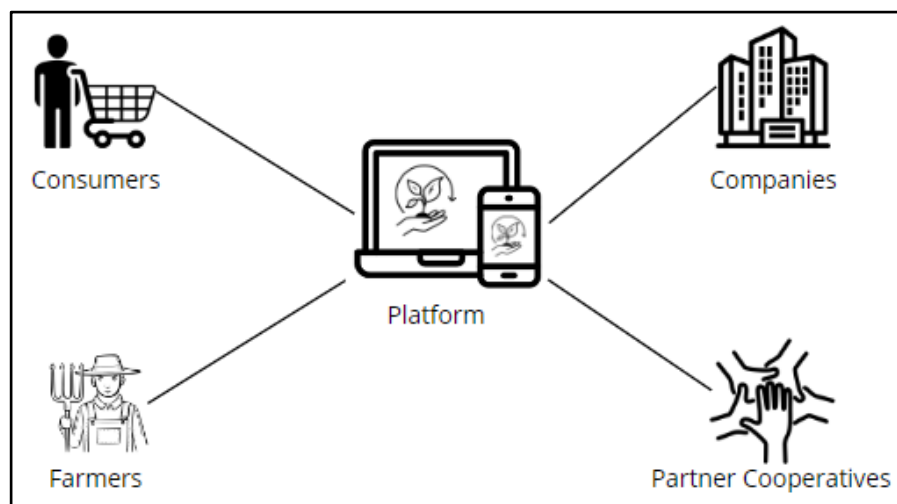 Consumers
Companies
Platform
Farmers
Partner Cooperatives